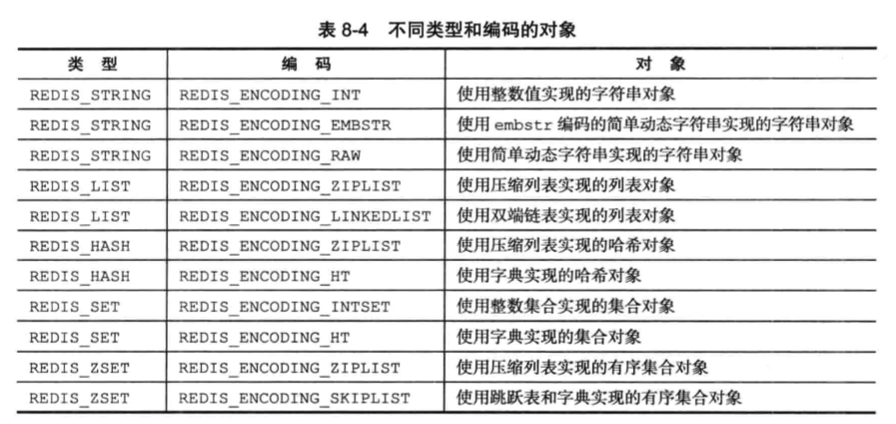 表 8-4 不同类型和编码的对象
类 型 编 码 对 象
REDIS_STRING REDIS_ENCODING_INT 使用整数值实现的字符串对象
REDIS_STRING REDIS_ENCODING_EMBSTR 使用 embstr 编码的简单动态字符串实现的字符串对象
REDIS_STRING REDIS_ENCODING_RAW 使用简单动态字符串实现的字符串对象
REDIS_LIST REDIS_ENCODING_ZIPLIST 使用压缩列表实现的列表对象
REDIS_LIST REDIS_ENCODING_LINKEDLIST 使用双端链表实现的列表对象
REDIS_HASH REDIS_ENCODING_ZIPLIST 使用压缩列表实现的哈希对象
REDIS_HASH REDIS_ENCODING_HT 使用字典实现的哈希对象
REDIS_SET REDIS_ENCODING_INTSET 使用整数集合实现的集合对象
REDIS_SET REDIS_ENCODING_HT 使用字典实现的集合对象
REDIS_ZSET REDIS_ENCODING_ZIPLIST 使用压缩列表实现的有序集合对象
REDIS_ZSET REDIS_ENCODING_SKIPLIST 使用跳跃表和字典实现的有序集合对象